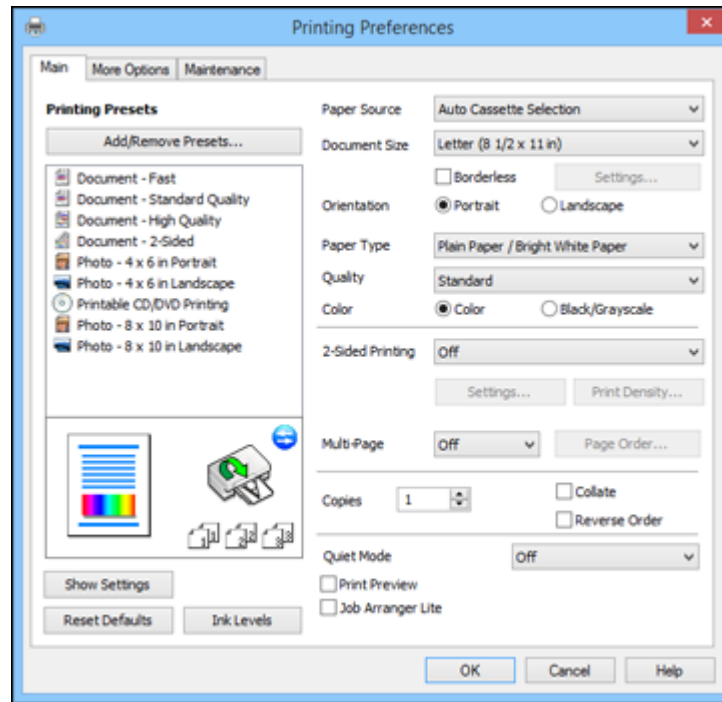 Printing Preferences
Main More Options Maintenance
Printing Presets
Add/Remove Presets...
Document - Fast
Document - Standard Quality
Document - High Quality
Document - 2-Sided
Photo - 4 x 6 in Portrait
Photo - 4 x 6 in Landscape
Printable CD/DVD Printing
Photo - 8 x 10 in Portrait
Photo - 8 x 10 in Landscape
Show Settings
Reset Defaults Ink Levels
Paper Source Auto Cassette Selection
Document Size Letter (8 1/2 x 11 in)
Borderless Settings...
Orientation Portrait Landscape
Paper Type Plain Paper / Bright White Paper
Quality Standard
Color Color Black/Grayscale
2-Sided Printing Off
Settings... Print Density...
Multi-Page Off Page Order...
Copies 1 Collate
Reverse Order
Quiet Mode Off
Print Preview
Job Arranger Lite
OK Cancel Help